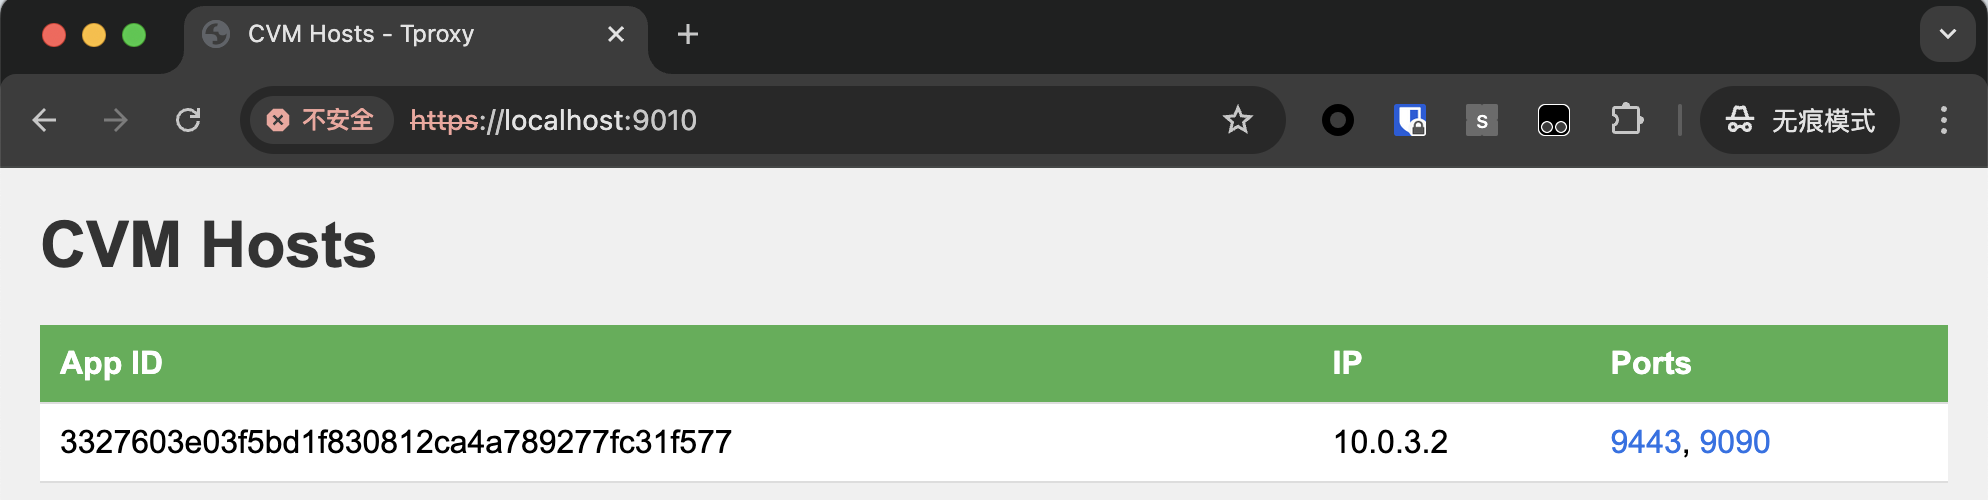 CVM Hosts - Tproxy
不安全 https://localhost:9010 S 无痕模式
CVM Hosts
App ID IP Ports
3327603e03f5bd1f830812ca4a789277fc31f577 10.0.3.2 9443, 9090